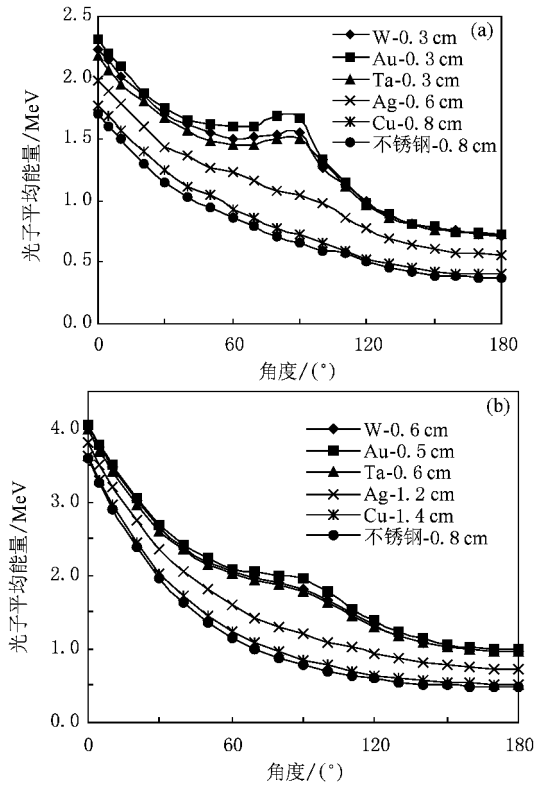 (a)
2.5
2.0
1.5
1.0
0.5
0.0
光子平均能量/MeV
W-0.3 cm
Au-0.3 cm
Ta-0.3 cm
Ag-0.6 cm
Cu-0.8 cm
不锈钢-0.8 cm
0 60 120 180
角度/(°)
(b)
4.0
3.0
2.0
1.0
0.0
光子平均能量/MeV
W-0.6 cm
Au-0.5 cm
Ta-0.6 cm
Ag-1.2 cm
Cu-1.4 cm
不锈钢-0.8 cm
0 60 120 180
角度/(°)